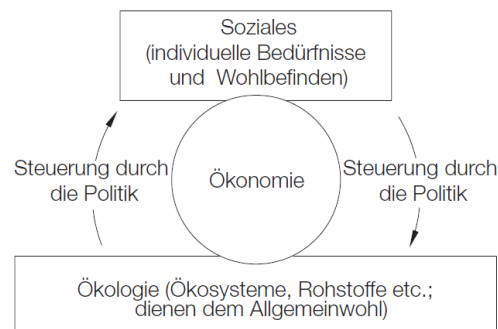 Soziales
(individuelle Bedürfnisse
und Wohlbefinden)
Steuerung durch
die Politik
Ökonomie
Steuerung durch
die Politik
Ökologie (Ökosysteme, Rohstoffe etc.;
dienen dem Allgemeinwohl)